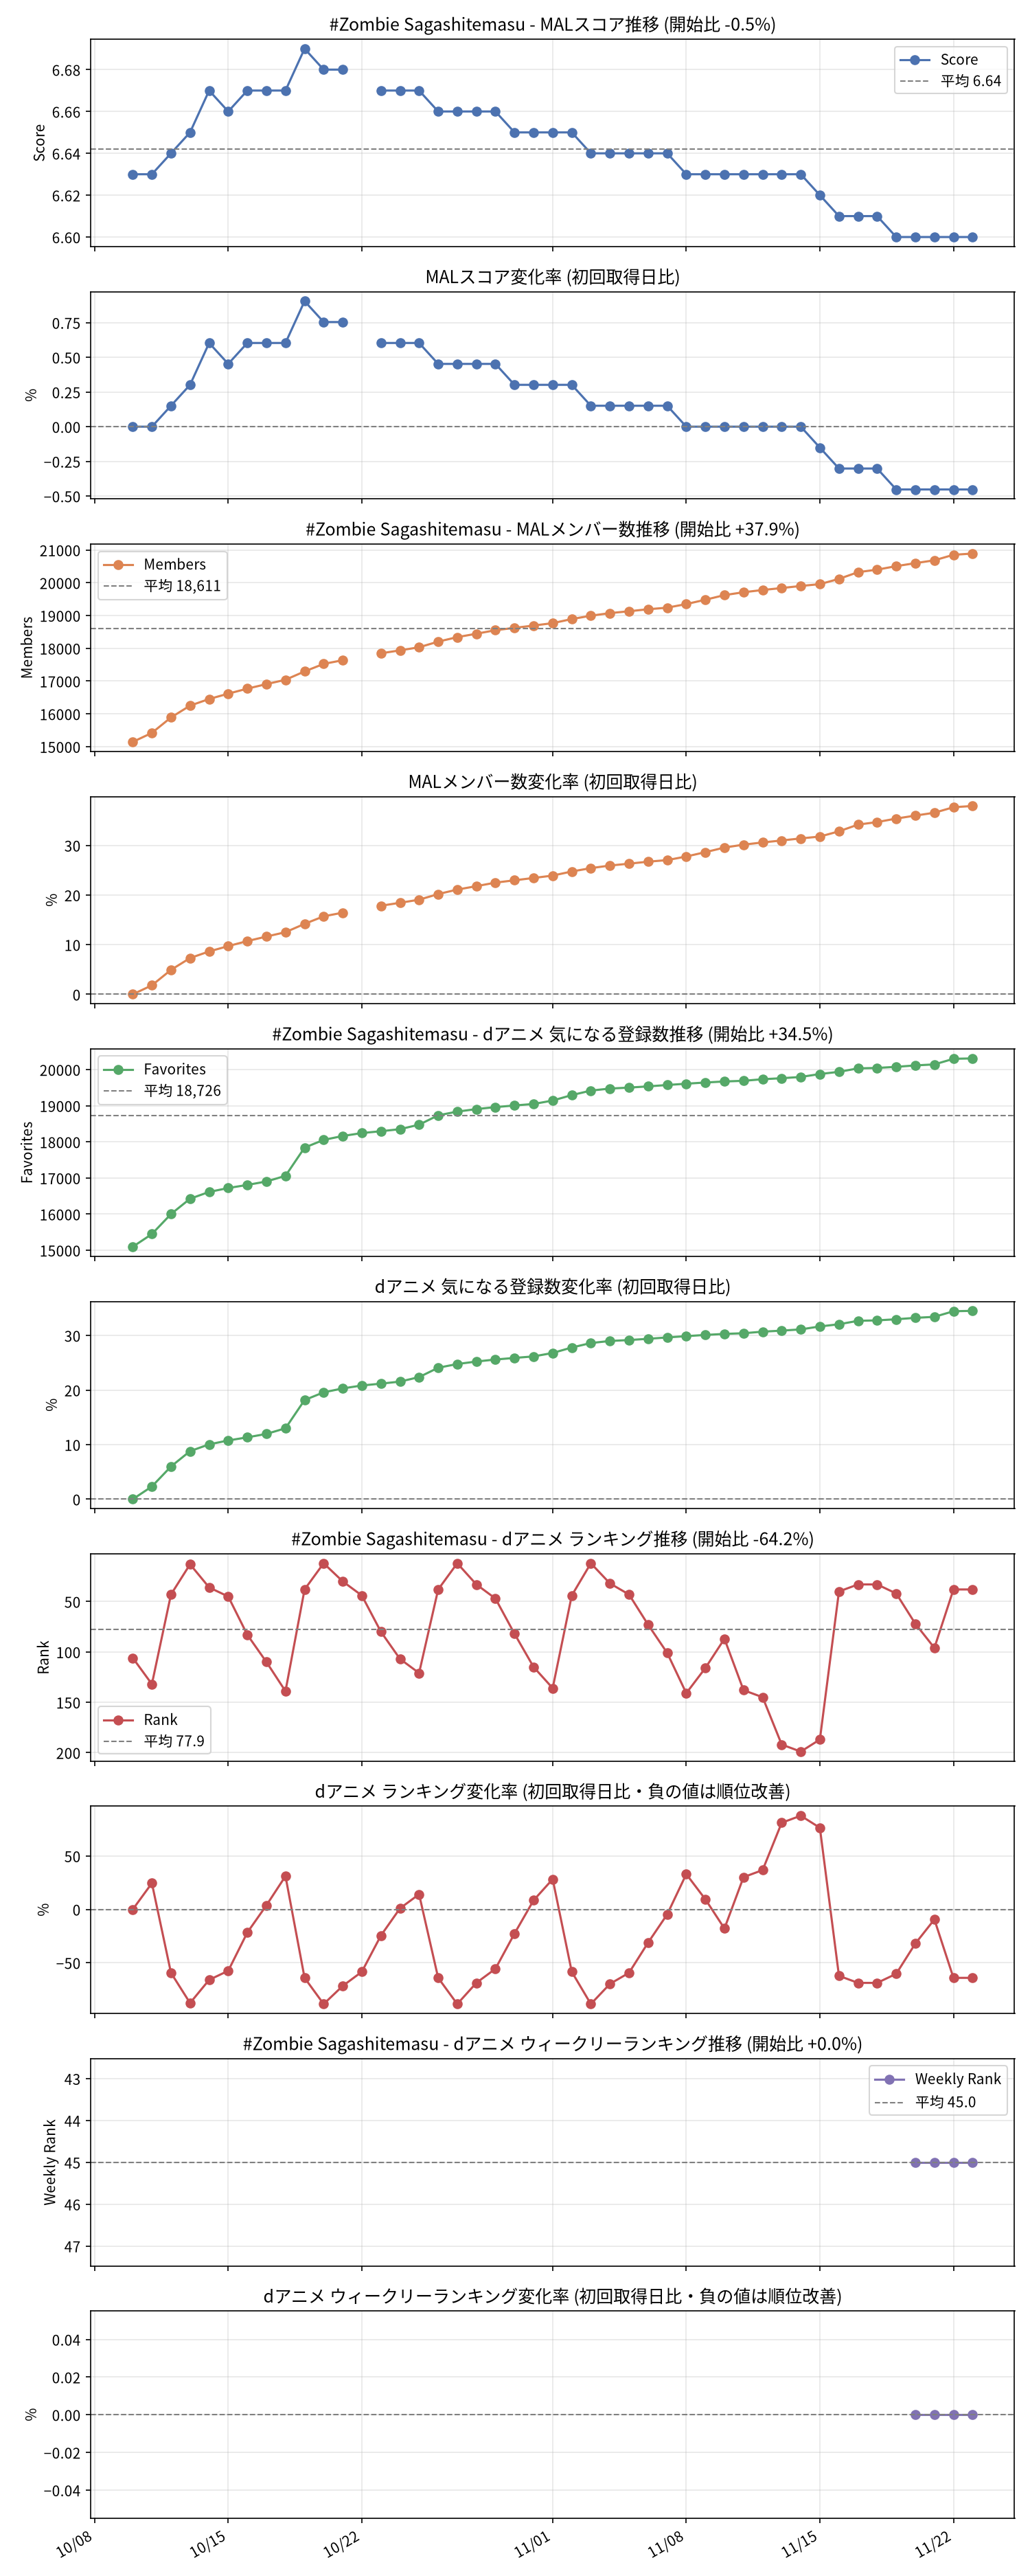 #Zombie Sagashitemasu - MALスコア推移 (開始比 -0.5%)
Score
6.68
6.66
6.64
6.62
6.60
Score
平均 6.64
MALスコア変化率 (初回取得日比)
%
0.75
0.50
0.25
0.00
−0.25
−0.50
#Zombie Sagashitemasu - MALメンバー数推移 (開始比 +37.9%)
Members
21000
20000
19000
18000
17000
16000
15000
Members
平均 18,611
MALメンバー数変化率 (初回取得日比)
%
30
20
10
0
#Zombie Sagashitemasu - dアニメ 気になる登録数推移 (開始比 +34.5%)
Favorites
20000
19000
18000
17000
16000
15000
Favorites
平均 18,726
dアニメ 気になる登録数変化率 (初回取得日比)
%
30
20
10
0
#Zombie Sagashitemasu - dアニメ ランキング推移 (開始比 -64.2%)
Rank
50
100
150
200
Rank
平均 77.9
dアニメ ランキング変化率 (初回取得日比・負の値は順位改善)
%
50
0
−50
#Zombie Sagashitemasu - dアニメ ウィークリーランキング推移 (開始比 +0.0%)
Weekly Rank
43
44
45
46
47
Weekly Rank
平均 45.0
dアニメ ウィークリーランキング変化率 (初回取得日比・負の値は順位改善)
%
0.04
0.02
0.00
−0.02
−0.04
10/08
10/15
10/22
11/01
11/08
11/15
11/22